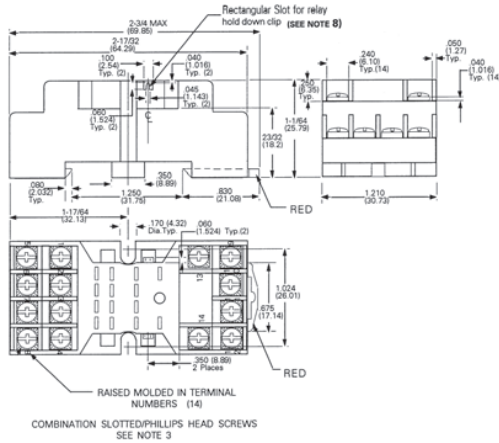 Rectangular Slot for relay
hold down clip (SEE NOTE 8)
2-3/4 MAX
(69.85)
2-17/32
(64.29)
.100
(2.54)
Typ. (2)
.040
(1.016)
Typ. (2)
.045
(1.143)
Typ. (2)
.060
(1.524)
Typ. (2)
C
L
23/32
(18.2)
1-1/64
(25.79)
.250
(6.35)
Typ.
.240
(6.10)
Typ.(14)
.050
(1.27)
Typ.
.040
(1.016)
Typ. (14
.080
(2.032)
Typ.
.350
(8.89)
1.250
(31.75)
.830
(21.08)
RED
1.210
(30.73)
1-17/64
(32.13)
.170 (4.32)
Dia.Typ.
.060
(1.524) Typ.(2)
13
14
1.024
(26.01)
.675
(17.14)
.350 (8.89)
2 Places
RED
RAISED MOLDED IN TERMINAL
NUMBERS (14)
COMBINATION SLOTTED/PHILLIPS HEAD SCREWS
SEE NOTE 3